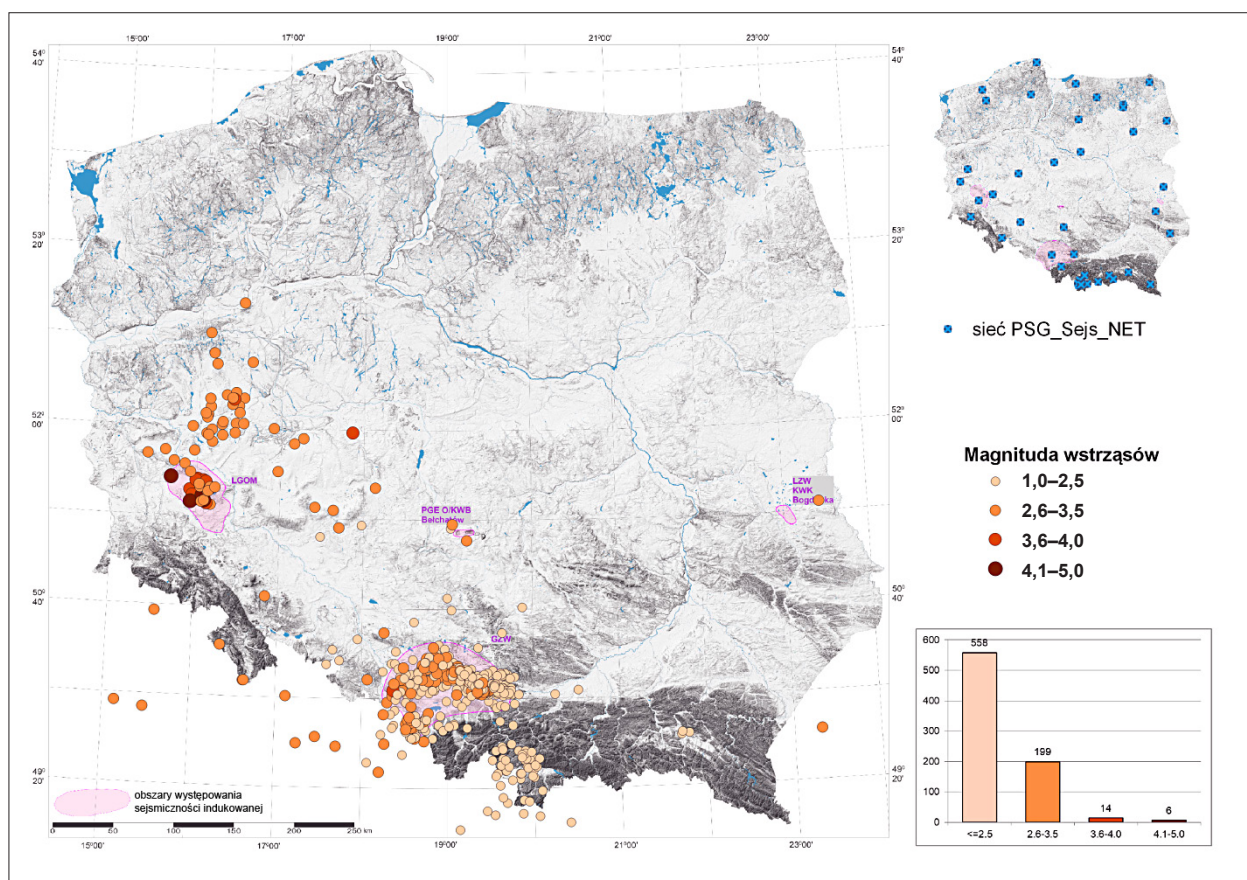 15°00' 17°00' 19°00' 21°00' 23°00'
54° 40'
54° 40'
53° 20'
53° 20'
sieć PSG_Sejs_NET
52° 00'
52° 00'
Magnituda wstrząsów
1,0–2,5
2,6–3,5
3,6–4,0
4,1–5,0
LGOM
PGE O/KWB
Bełchatów
LZW
KWK
50° 40'
50° 40'
GZW
49° 20'
49° 20'
obszary występowania
sejsmiczności indukowanej
0 50 100 150 200 250 km
15°00' 17°00' 19°00' 21°00' 23°00'
600
500
400
300
200
100
0
558
199
14
6
<=2.5 2.6-3.5 3.6-4.0 4.1-5.0